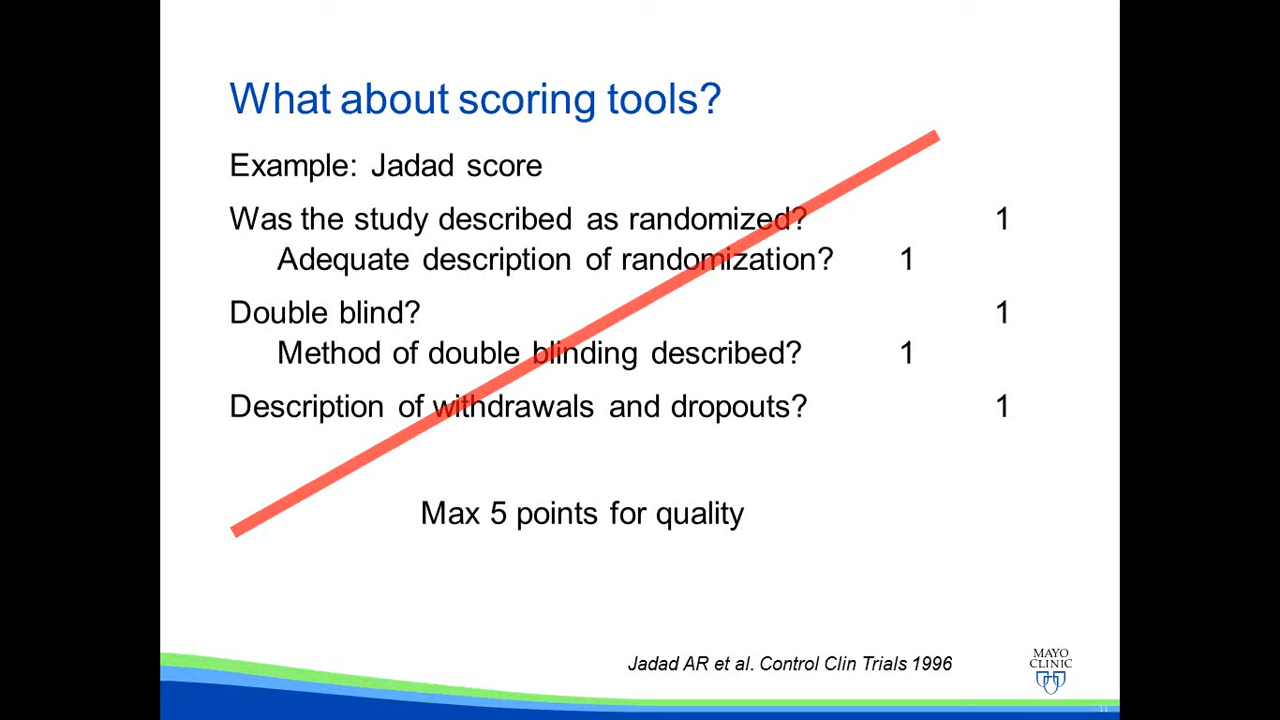 What about scoring tools?
Example: Jadad score
Was the study described as randomized? 1
Adequate description of randomization? 1
Double blind? 1
Method of double blinding described? 1
Description of withdrawals and dropouts? 1
Max 5 points for quality
Jadad AR et al. Control Clin Trials 1996
MAYO
CLINIC
11